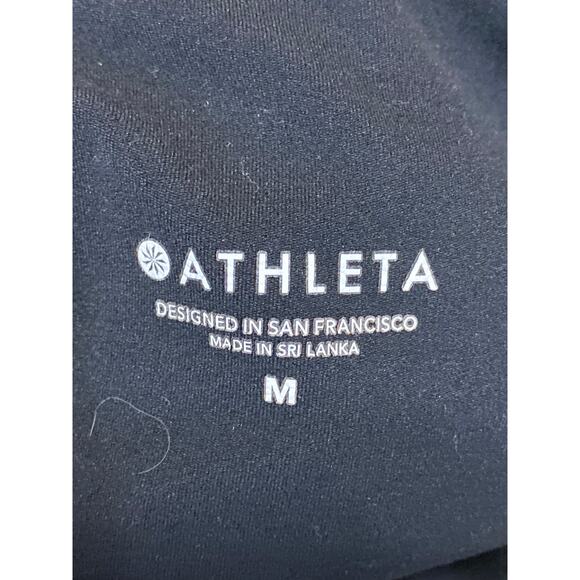 ATHLETA
DESIGNED IN SAN FRANCISCO
MADE IN SRI LANKA
M